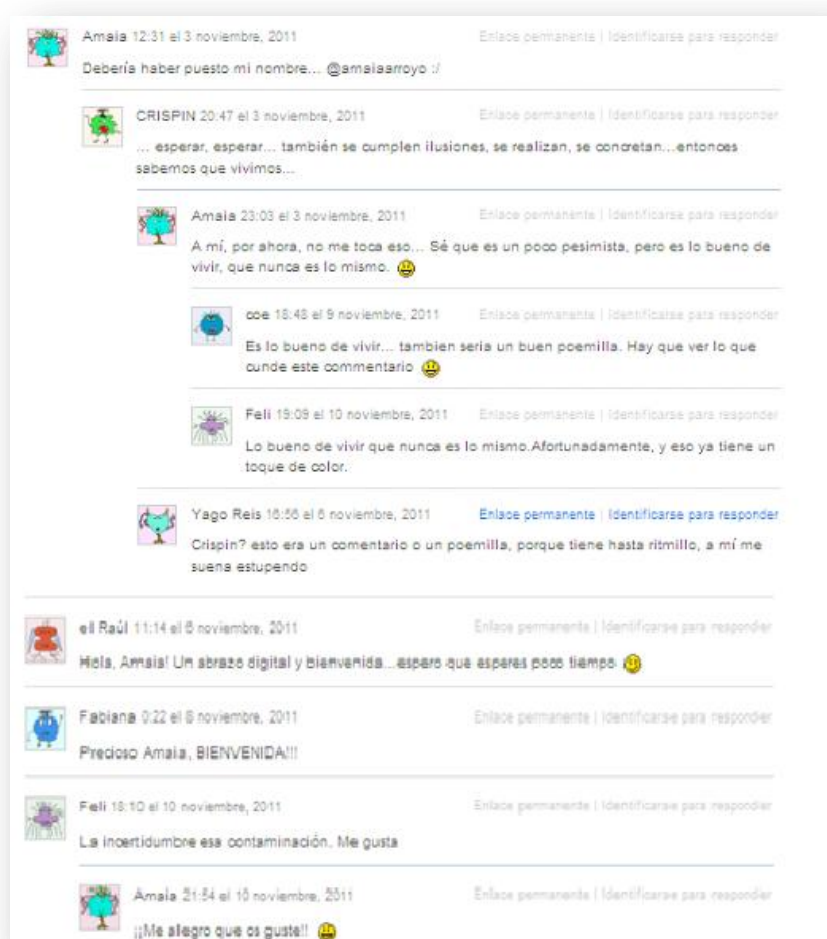 Amaia 12:31 el 3 noviembre, 2011 Enlace permanente | Identificarse para responder
Debería haber puesto mi nombre... @amaiaarroyo :/
CRISPIN 20:47 el 3 noviembre, 2011 Enlace permanente | Identificarse para responder
... esperar, esperar... también se cumplen ilusiones, se realizan, se concretan...entonces
sabemos que vivimos...
Amaia 23:03 el 3 noviembre, 2011 Enlace permanente | Identificarse para responder
A mí, por ahora, no me toca eso... Sé que es un poco pesimista, pero es lo bueno de
vivir, que nunca es lo mismo.
coe 18:48 el 9 noviembre, 2011 Enlace permanente | Identificarse para responder
Es lo bueno de vivir... tambien seria un buen poemilla. Hay que ver lo que
cunde este commentario
Feli 19:09 el 10 noviembre, 2011 Enlace permanente | Identificarse para responder
Lo bueno de vivir que nunca es lo mismo.Afortunadamente, y eso ya tiene un
toque de color.
Yago Reis 16:56 el 6 noviembre, 2011 Enlace permanente | Identificarse para responder
Crispin? esto era un comentario o un poemilla, porque tiene hasta ritmillo, a mí me
suena estupendo
el Raúl 11:14 el 6 noviembre, 2011 Enlace permanente | Identificarse para responder
Hola, Amaia! Un abrazo digital y bienvenida...espero que esperes poco tiempo
Fabiana 0:22 el 8 noviembre, 2011 Enlace permanente | Identificarse para responder
Precioso Amaia, BIENVENIDA!!!
Feli 18:10 el 10 noviembre, 2011 Enlace permanente | Identificarse para responder
La incertidumbre esa contaminación. Me gusta
Amaia 21:54 el 10 noviembre, 2011 Enlace permanente | Identificarse para responder
¡¡Me alegro que os guste!!